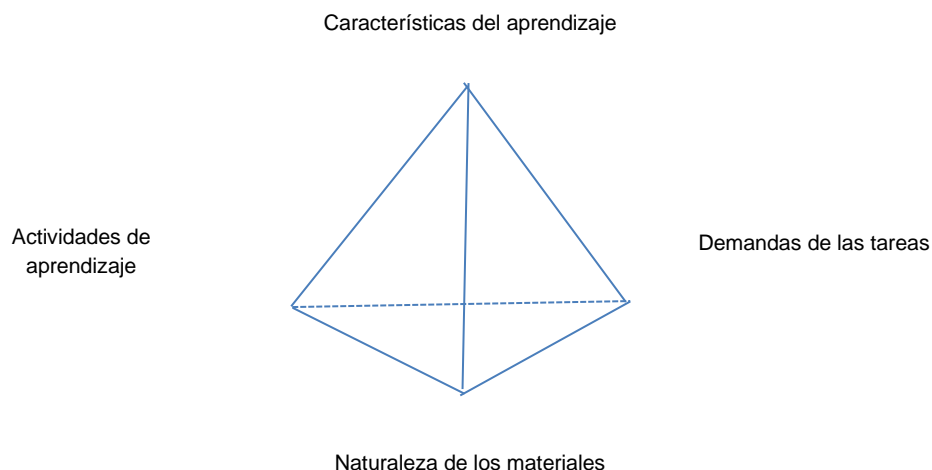 Características del aprendizaje
Actividades de
aprendizaje
Demandas de las tareas
Naturaleza de los materiales